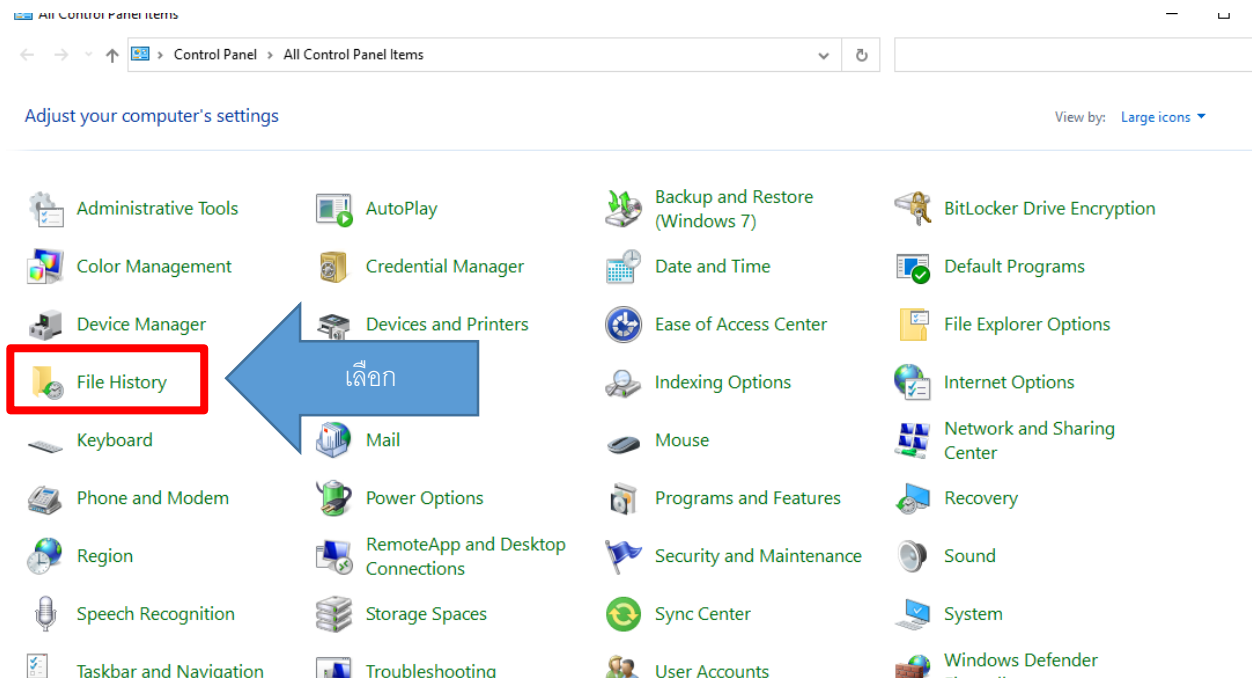 All Control Panel Items
Control Panel > All Control Panel Items
Adjust your computer's settings
View by: Large icons
Administrative Tools
AutoPlay
Backup and Restore
(Windows 7)
BitLocker Drive Encryption
Color Management
Credential Manager
Date and Time
Default Programs
Device Manager
Devices and Printers
Ease of Access Center
File Explorer Options
File History
เลือก
Indexing Options
Internet Options
Keyboard
Mail
Mouse
Network and Sharing
Center
Phone and Modem
Power Options
Programs and Features
Recovery
Region
RemoteApp and Desktop
Connections
Security and Maintenance
Sound
Speech Recognition
Storage Spaces
Sync Center
System
Taskbar and Navigation
Troubleshooting
User Accounts
Windows Defender